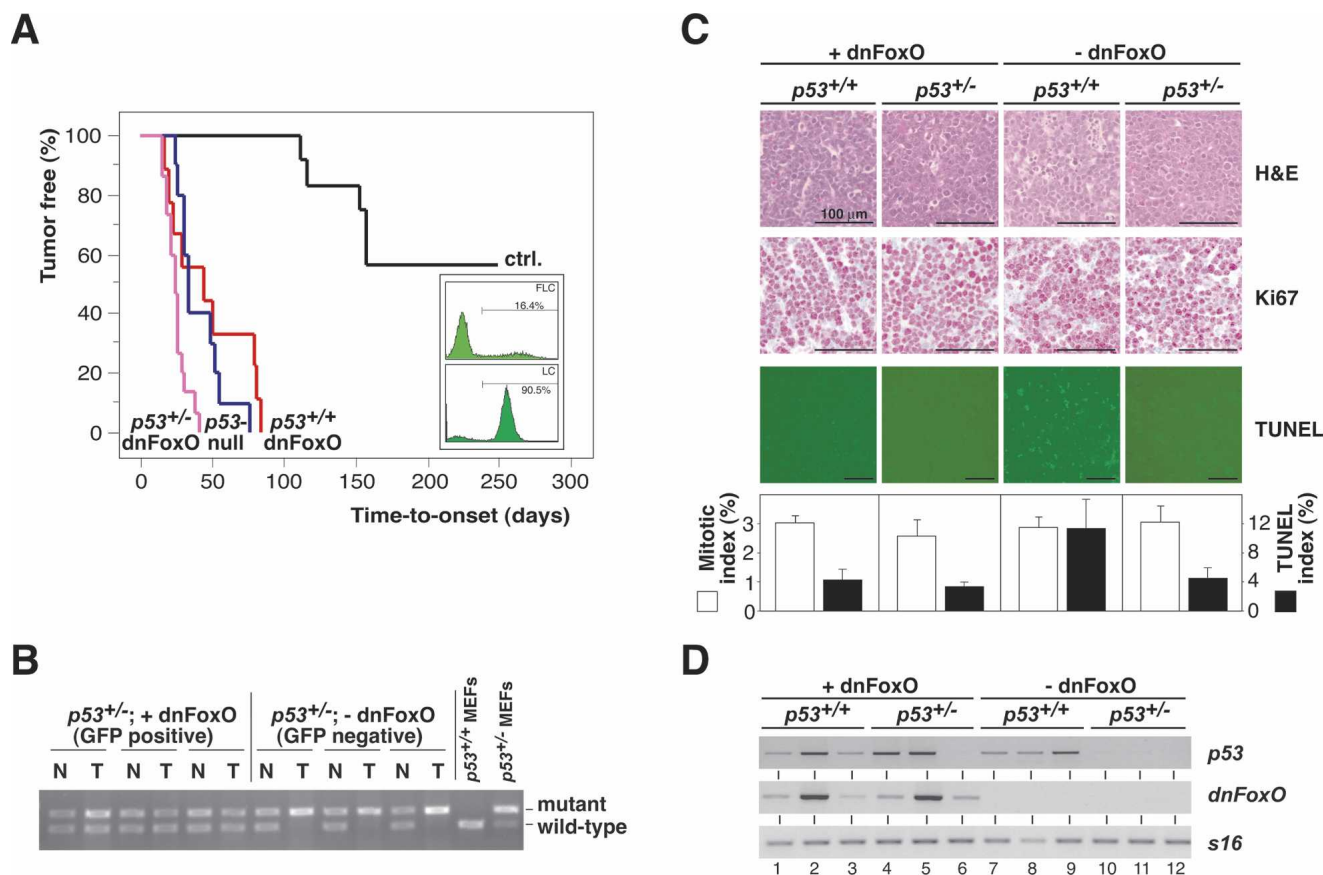 A
Tumor free (%)
100
80
60
40
20
0
ctrl.
FLC
16.4%
LC
90.5%
p53+/-
dnFoxO
p53-
null
p53+/+
dnFoxO
0 50 100 150 200 250 300
Time-to-onset (days)
B
p53+/-; + dnFoxO
(GFP positive)
p53+/-; - dnFoxO
(GFP negative)
p53+/+ MEFs
p53+/- MEFs
N T N T N T N T N T N T
mutant
wild-type
C
+ dnFoxO - dnFoxO
p53+/+ p53+/- p53+/+ p53+/-
H&E
100 µm
Ki67
TUNEL
Mitotic
index (%)
3
2
1
0
12
8
4
0
TUNEL
index (%)
D
+ dnFoxO - dnFoxO
p53+/+ p53+/- p53+/+ p53+/-
p53
dnFoxO
s16
1 2 3 4 5 6 7 8 9 10 11 12